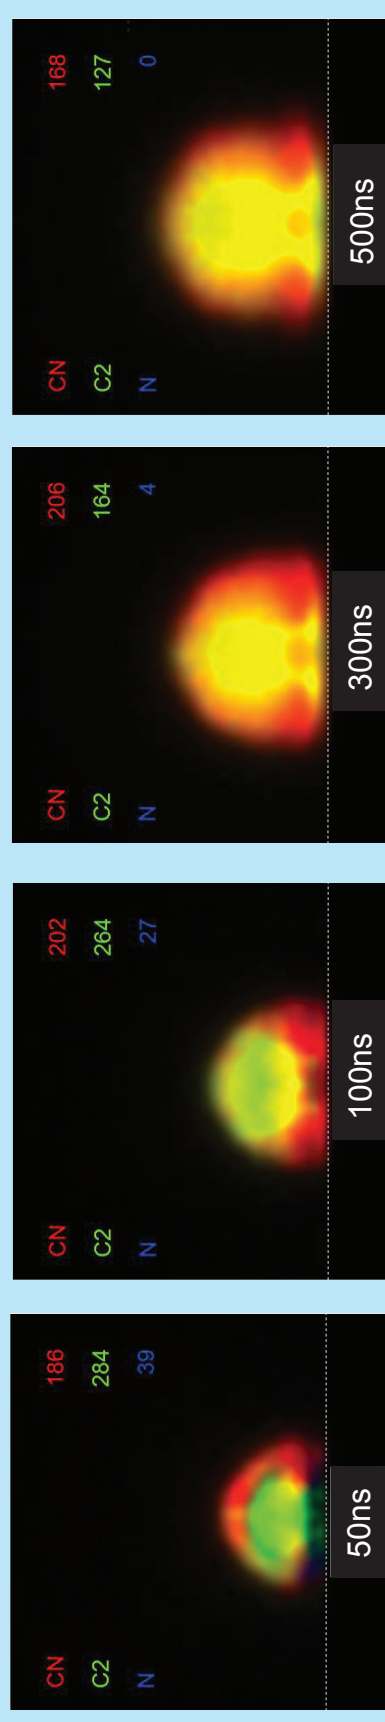 CN 186
C2 284
N 39
50ns
CN 202
C2 264
N 27
100ns
CN 206
C2 164
N 4
300ns
CN 168
C2 127
N 0
500ns